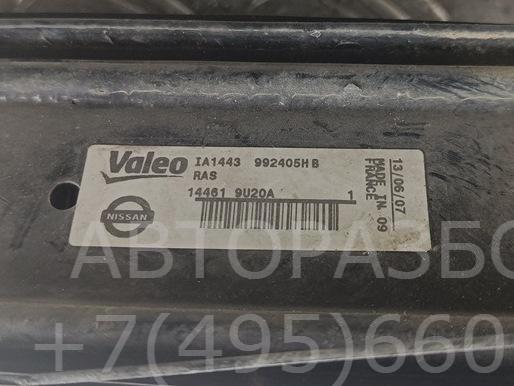 Valeo IA1443 992405H B
RAS
14461 9U20A 1
NISSAN
13/06/07
MADE IN 09
FRANCE
АВТОРАЗБО
+7(495)660